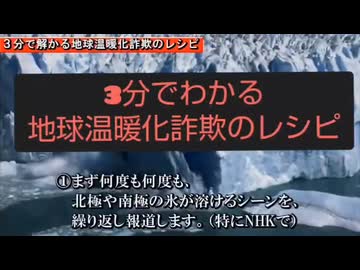 3分で解かる地球温暖化詐欺のレシピ
3分でわかる
地球温暖化詐欺のレシピ
①まず何度も何度も、
北極や南極の氷が溶けるシーンを、
繰り返し報道します。(特にNHKで)